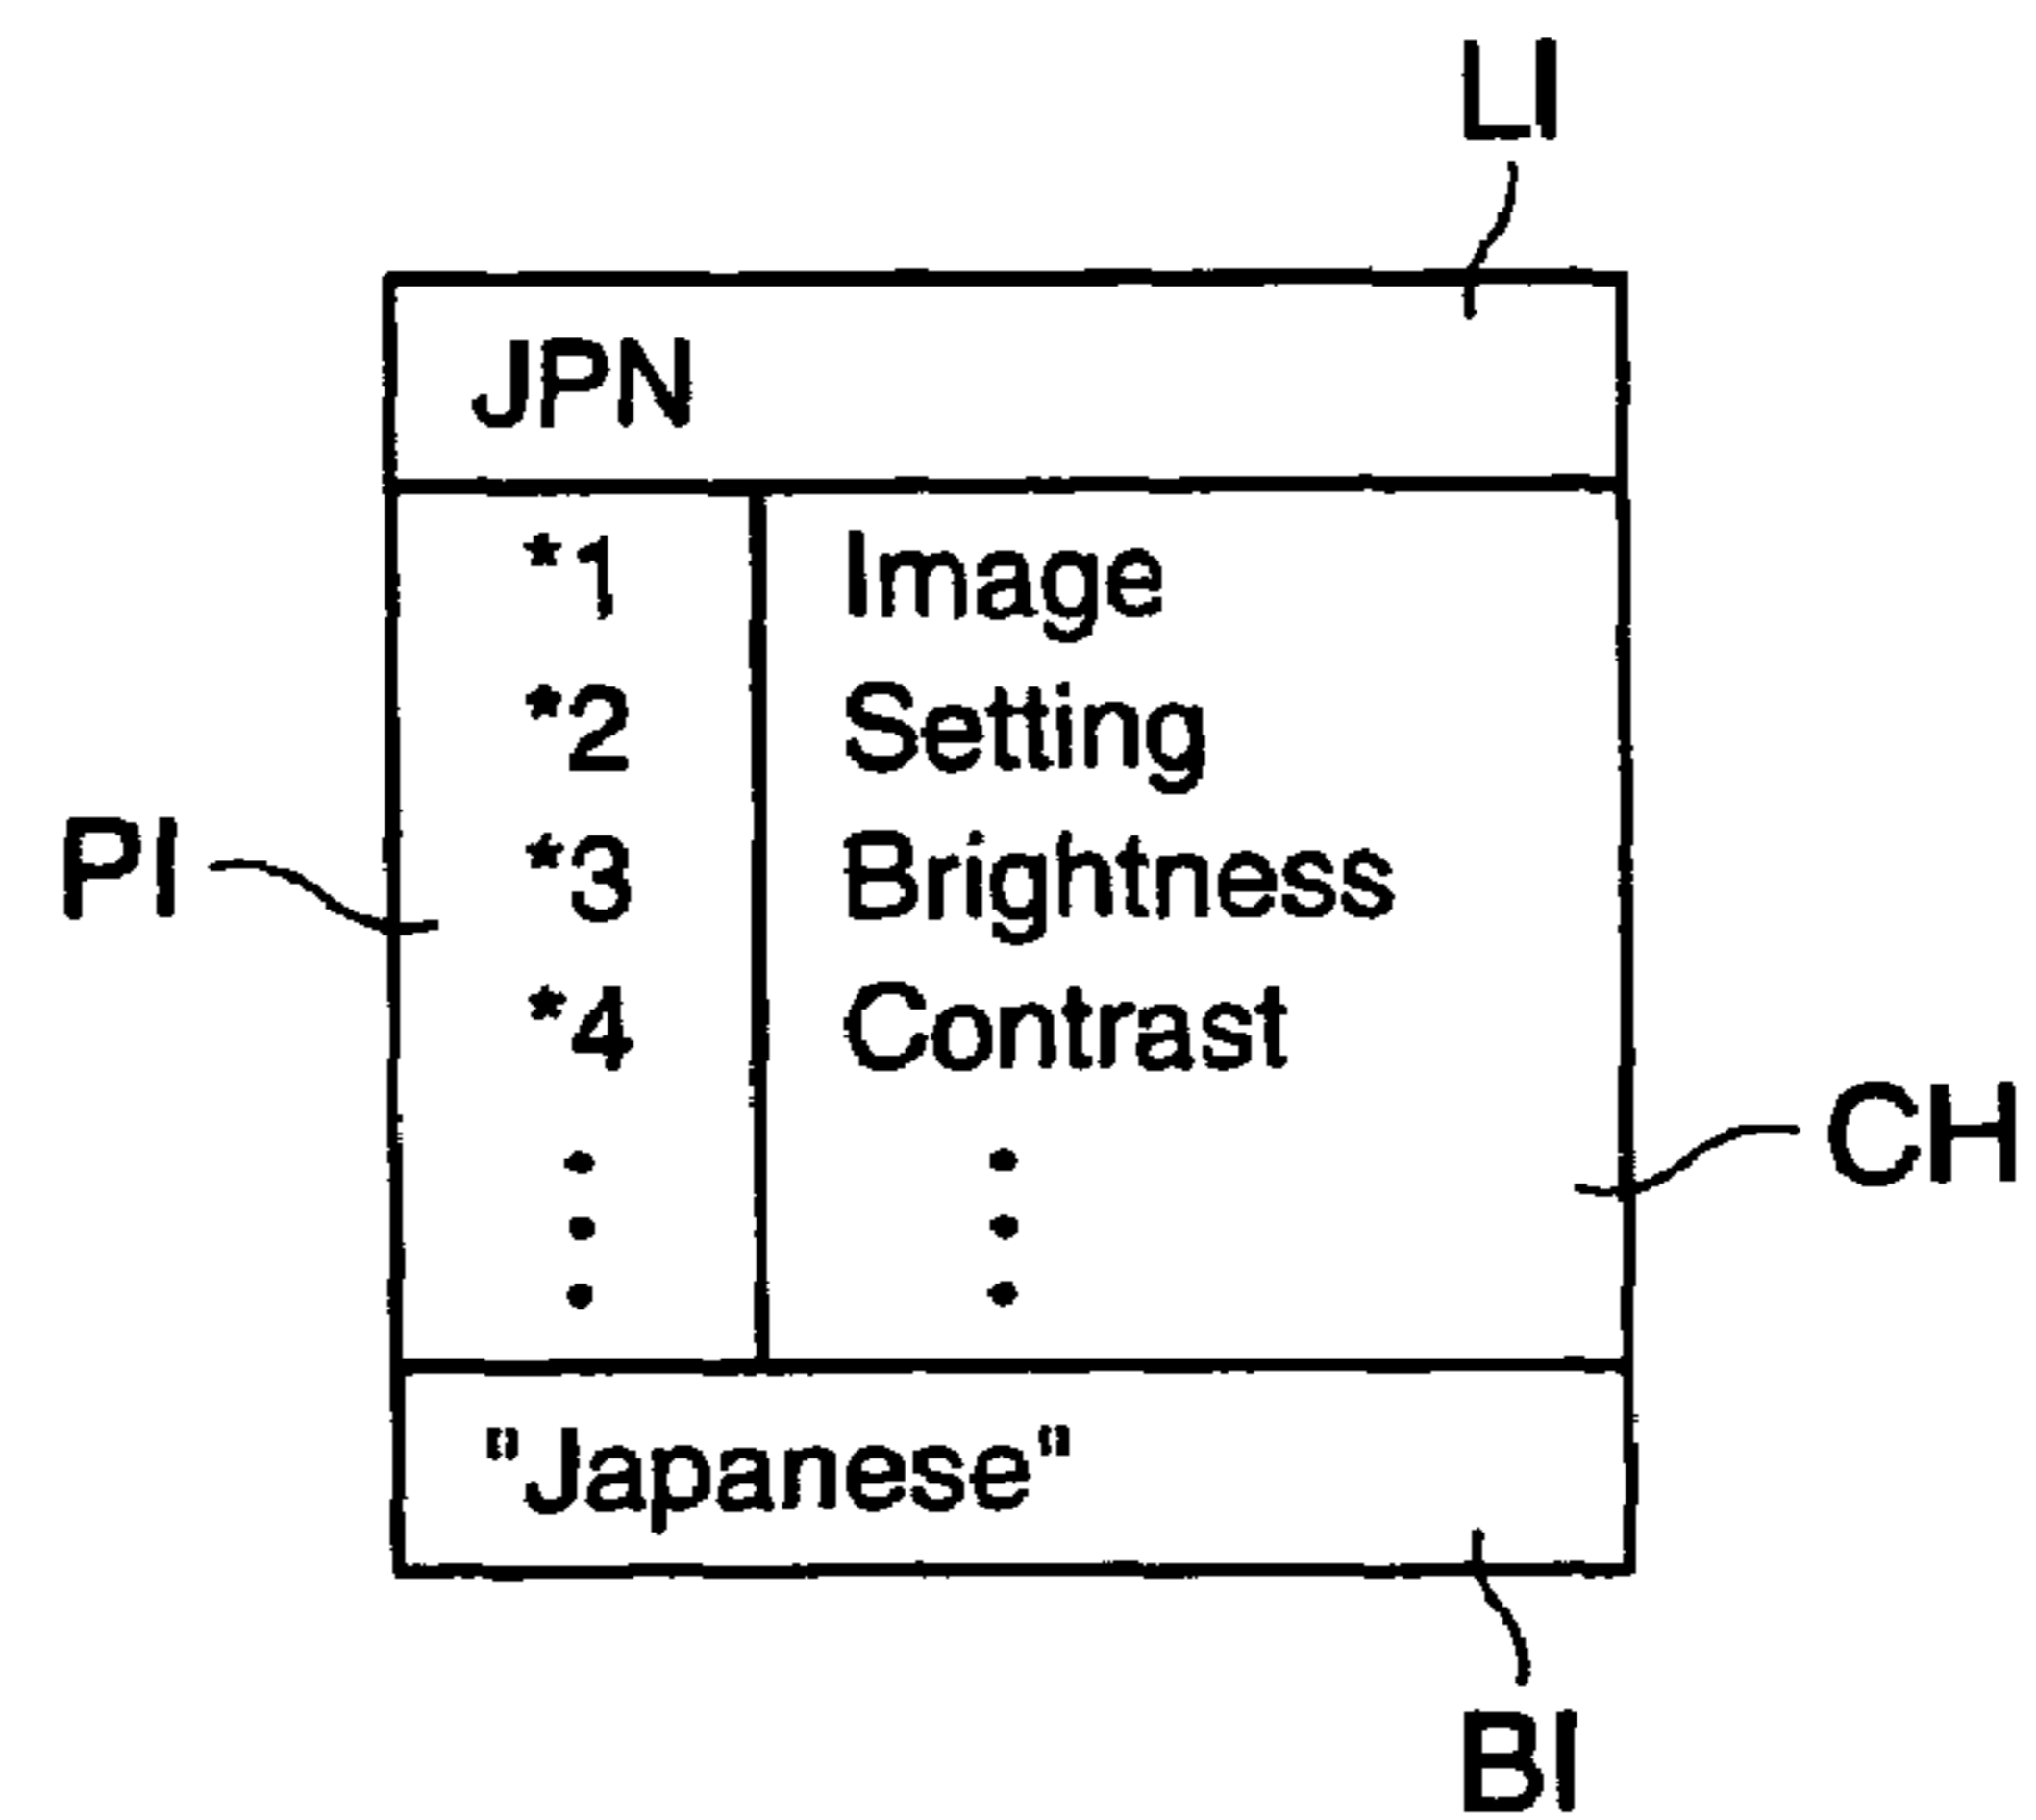 LI
JPN
*1 Image
*2 Setting
PI
*3 Brightness
*4 Contrast
CH
"Japanese"
BI